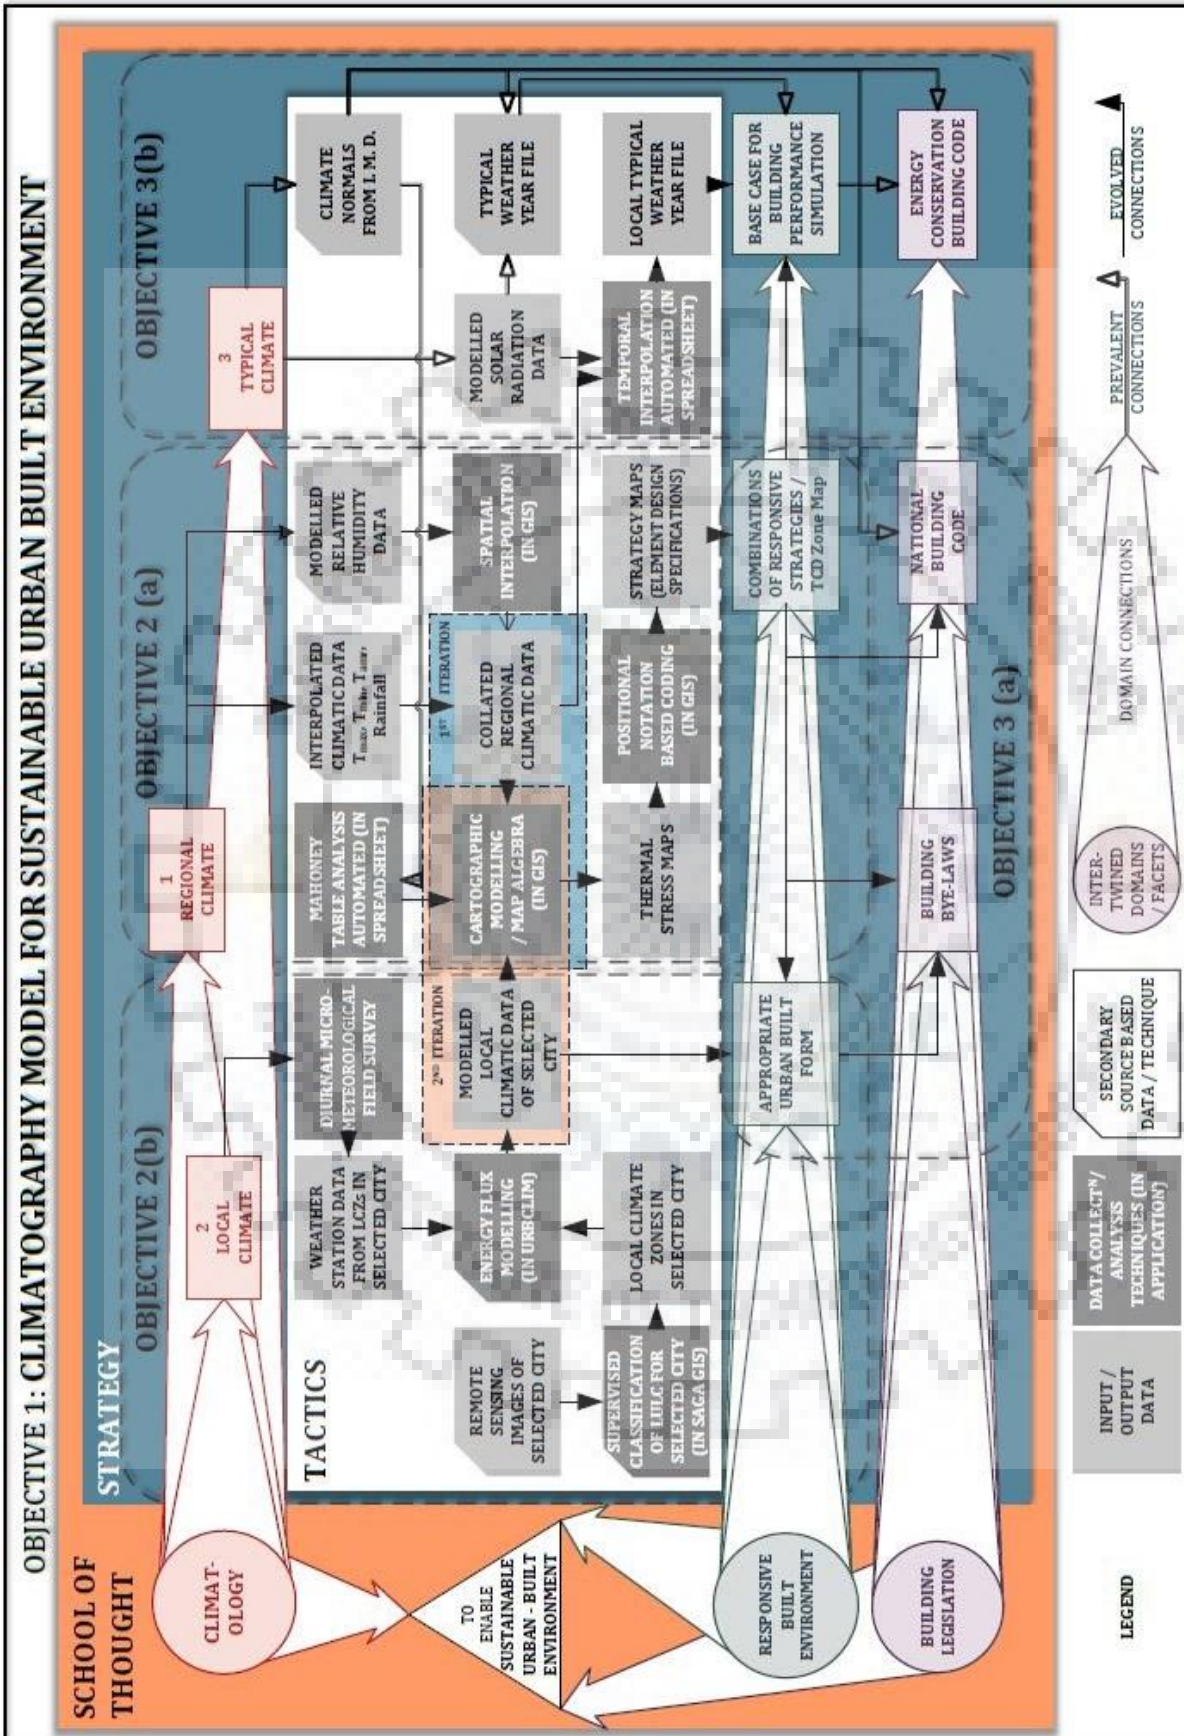 OBJECTIVE 1: CLIMATOGRAPHY MODEL FOR SUSTAINABLE URBAN BUILT ENVIRONMENT
SCHOOL OF
THOUGHT
STRATEGY
OBJECTIVE 2(b)
OBJECTIVE 2 (a)
OBJECTIVE 3(b)
CLIMAT-
OLOGY
2
LOCAL
CLIMATE
1
REGIONAL
CLIMATE
3
TYPICAL
CLIMATE
TACTICS
WEATHER
STATION DATA
FROM LCZs IN
SELECTED CITY
DIURNAL MICRO-
METEOROLOGICAL
FIELD SURVEY
MAHONEY
TABLE ANALYSIS
AUTOMATED (IN
SPREADSHEET)
INTERPOLATED
CLIMATIC DATA
Rainfall
MODELLED
RELATIVE
HUMIDITY
DATA
CLIMATE
NORMALS
FROM I. M. D.
TO
ENABLE
SUSTAINABLE
URBAN - BUILT
ENVIRONMENT
REMOTE
SENSING
IMAGES OF
SELECTED CITY
ENERGY FLUX
MODELLING
(IN URBCLIM)
2ND ITERATION
MODELLED
LOCAL
CLIMATIC DATA
OF SELECTED
CITY
CARTOGRAPHIC
MODELLING
/ MAP ALGEBRA
(IN GIS)
1ST ITERATION
COLLATED
REGIONAL
CLIMATIC DATA
SPATIAL
INTERPOLATION
(IN GIS)
MODELLED
SOLAR
RADIATION
DATA
TYPICAL
WEATHER
YEAR FILE
SUPERVISED
CLASSIFICATION
OF LULC FOR
SELECTED CITY
(IN SAGA GIS)
LOCAL CLIMATE
ZONES IN
SELECTED CITY
THERMAL
STRESS MAPS
POSITIONAL
NOTATION
BASED CODING
(IN GIS)
STRATEGY MAPS
(ELEMENT DESIGN
SPECIFICATIONS)
TEMPORAL
INTERPOLATION
AUTOMATED (IN
SPREADSHEET)
LOCAL TYPICAL
WEATHER
YEAR FILE
RESPONSIVE
BUILT
ENVIRONMENT
APPROPRIATE
URBAN BUILT
FORM
COMBINATIONS
OF RESPONSIVE
STRATEGIES /
TCD Zone Map
BASE CASE FOR
BUILDING
PERFORMANCE
SIMULATION
BUILDING
LEGISLATION
BUILDING
BYE-LAWS
NATIONAL
BUILDING
CODE
ENERGY
CONSERVATION
BUILDING CODE
OBJECTIVE 3 (a)
LEGEND
INPUT /
OUTPUT
DATA
DATA COLLECTN/
ANALYSIS
TECHNIQUES (IN
APPLICATION)
SECONDARY
SOURCE BASED
DATA / TECHNIQUE
INTER-
TWINED
DOMAINS
/ FACETS
DOMAIN CONNECTIONS
PREVALENT
CONNECTIONS
EVOLVED
CONNECTIONS